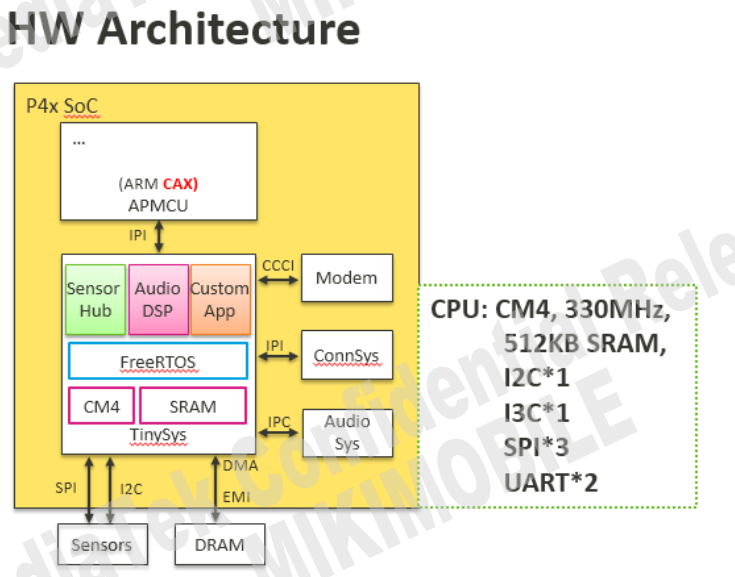 HW Architecture
P4x SoC
...
(ARM CAX)
APMCU
IPI
Sensor Hub
Audio DSP
Custom App
CCCI
Modem
FreeRTOS
IPI
ConnSys
CM4
SRAM
TinySys
IPC
Audio Sys
SPI
I2C
DMA
EMI
Sensors
DRAM
CPU: CM4, 330MHz,
512KB SRAM,
I2C*1
I3C*1
SPI*3
UART*2
MediaTek Confidential Rele
MIKIMOBILE